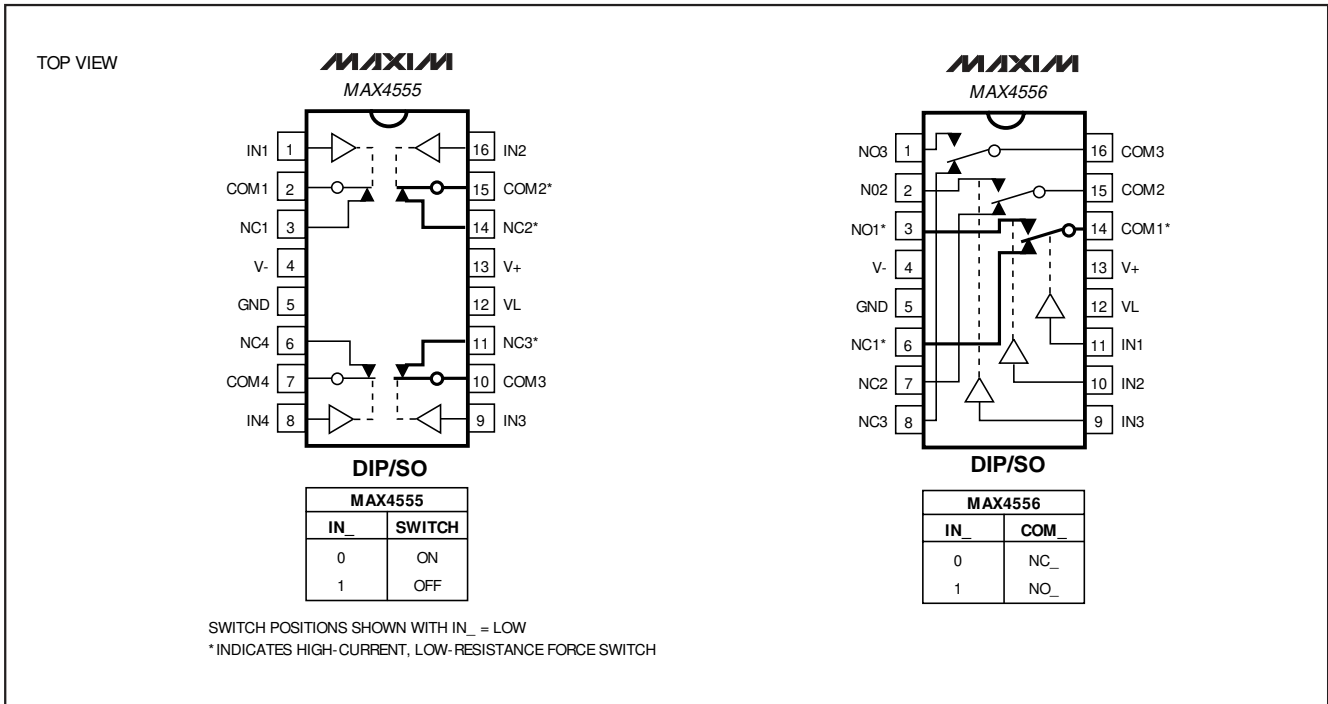 TOP VIEW
MAXIM
MAX4555
IN1 1
COM1 2
NC1 3
V- 4
GND 5
NC4 6
COM4 7
IN4 8
16 IN2
15 COM2*
14 NC2*
13 V+
12 VL
11 NC3*
10 COM3
9 IN3
DIP/SO
MAX4555
IN_ SWITCH
0 ON
1 OFF
SWITCH POSITIONS SHOWN WITH IN_ = LOW
* INDICATES HIGH-CURRENT, LOW-RESISTANCE FORCE SWITCH
MAXIM
MAX4556
NO3 1
N02 2
NO1* 3
V- 4
GND 5
NC1* 6
NC2 7
NC3 8
16 COM3
15 COM2
14 COM1*
13 V+
12 VL
11 IN1
10 IN2
9 IN3
DIP/SO
MAX4556
IN_ COM_
0 NC_
1 NO_